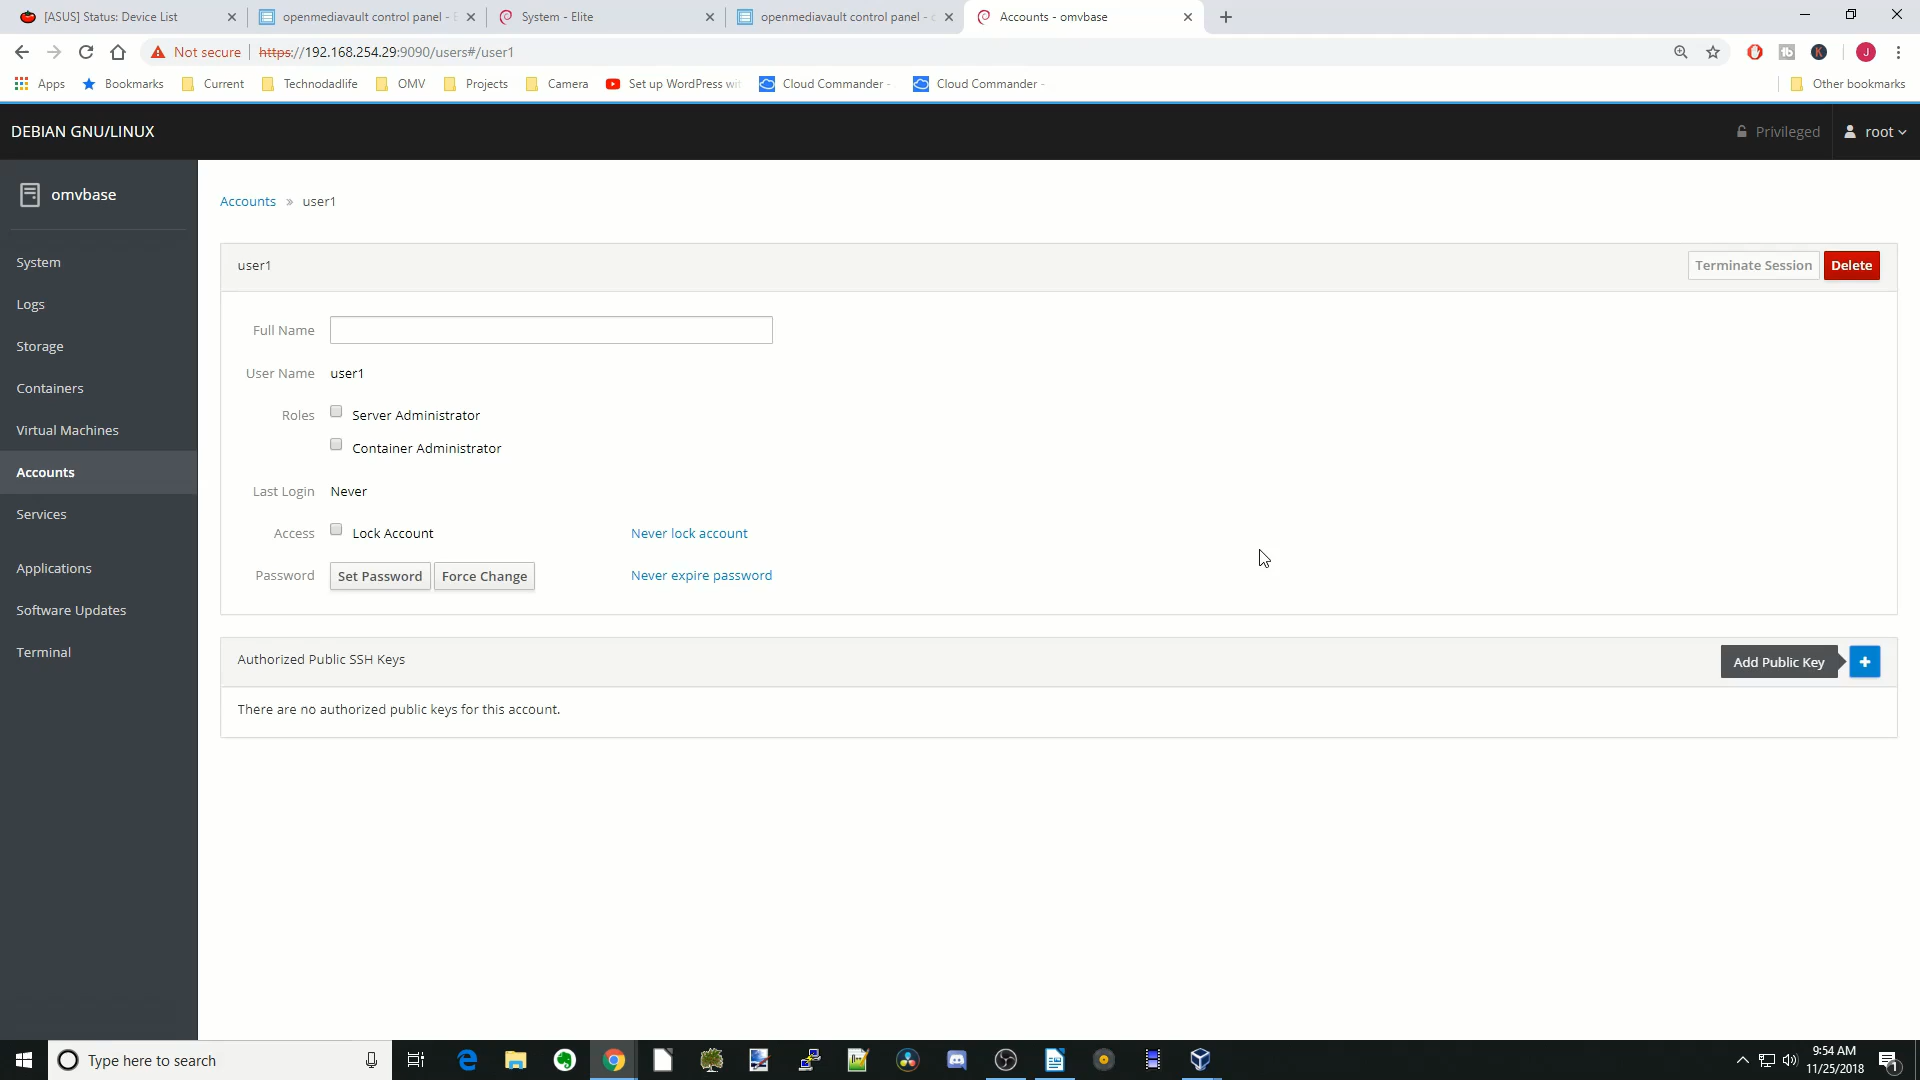 [ASUS] Status: Device List
openmediavault control panel -
System - Elite
openmediavault control panel -
Accounts - omvbase
Not secure
https://192.168.254.29:9090/users#/user1
J
Apps
Bookmarks
Current
Technodadlife
OMV
Projects
Camera
Set up WordPress wit
Cloud Commander -
Cloud Commander -
Other bookmarks
DEBIAN GNU/LINUX
Privileged
root
omvbase
System
Logs
Storage
Containers
Virtual Machines
Accounts
Services
Applications
Software Updates
Terminal
Accounts » user1
user1
Terminate Session
Delete
Full Name
User Name user1
Roles Server Administrator
Container Administrator
Last Login Never
Access Lock Account Never lock account
Password Set Password Force Change Never expire password
Authorized Public SSH Keys
Add Public Key
There are no authorized public keys for this account.
Type here to search
9:54 AM
11/25/2018
1